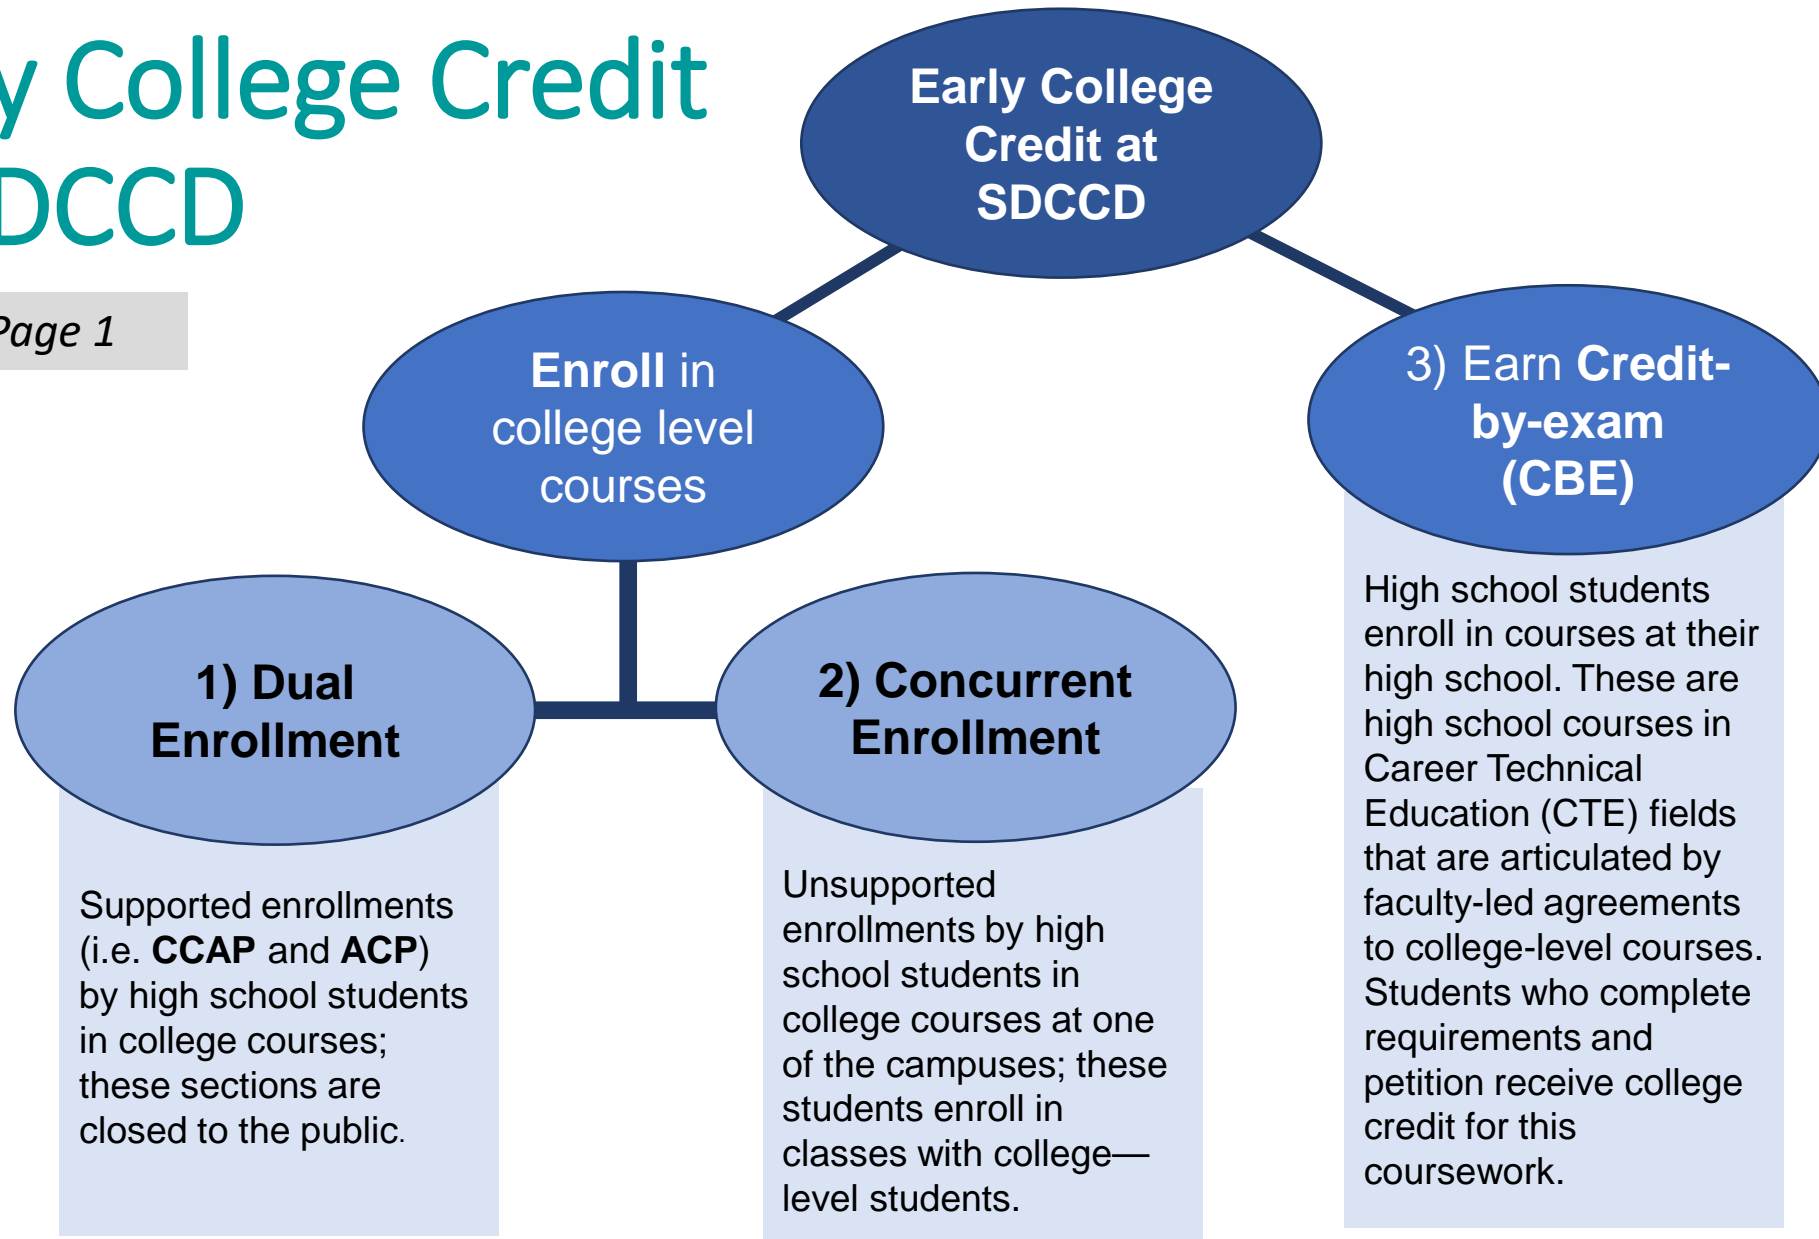 y College Credit
DCCD
Page 1
Early College
Credit at
SDCCD
Enroll in
college level
courses
3) Earn Credit-
by-exam
(CBE)
1) Dual
Enrollment
2) Concurrent
Enrollment
Supported enrollments
(i.e. CCAP and ACP)
by high school students
in college courses;
these sections are
closed to the public.
Unsupported
enrollments by high
school students in
college courses at one
of the campuses; these
students enroll in
classes with college—
level students.
High school students
enroll in courses at their
high school. These are
high school courses in
Career Technical
Education (CTE) fields
that are articulated by
faculty-led agreements
to college-level courses.
Students who complete
requirements and
petition receive college
credit for this
coursework.